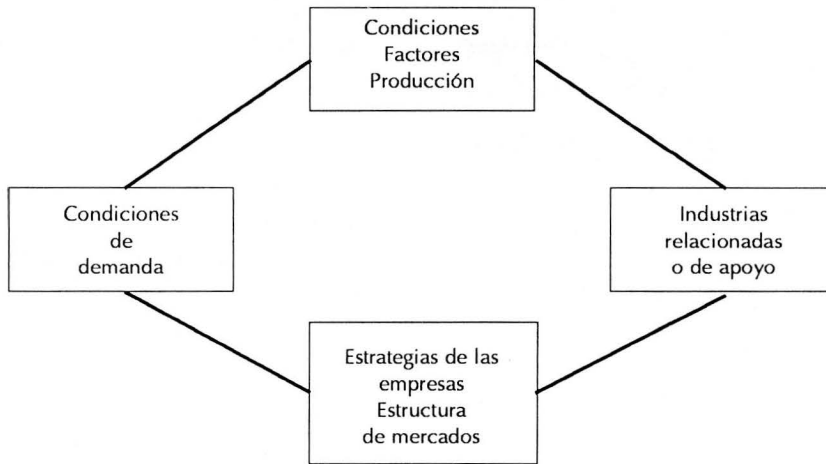 Condiciones
Factores
Producción
Condiciones
de
demanda
Industrias
relacionadas
o de apoyo
Estrategias de las
empresas
Estructura
de mercados